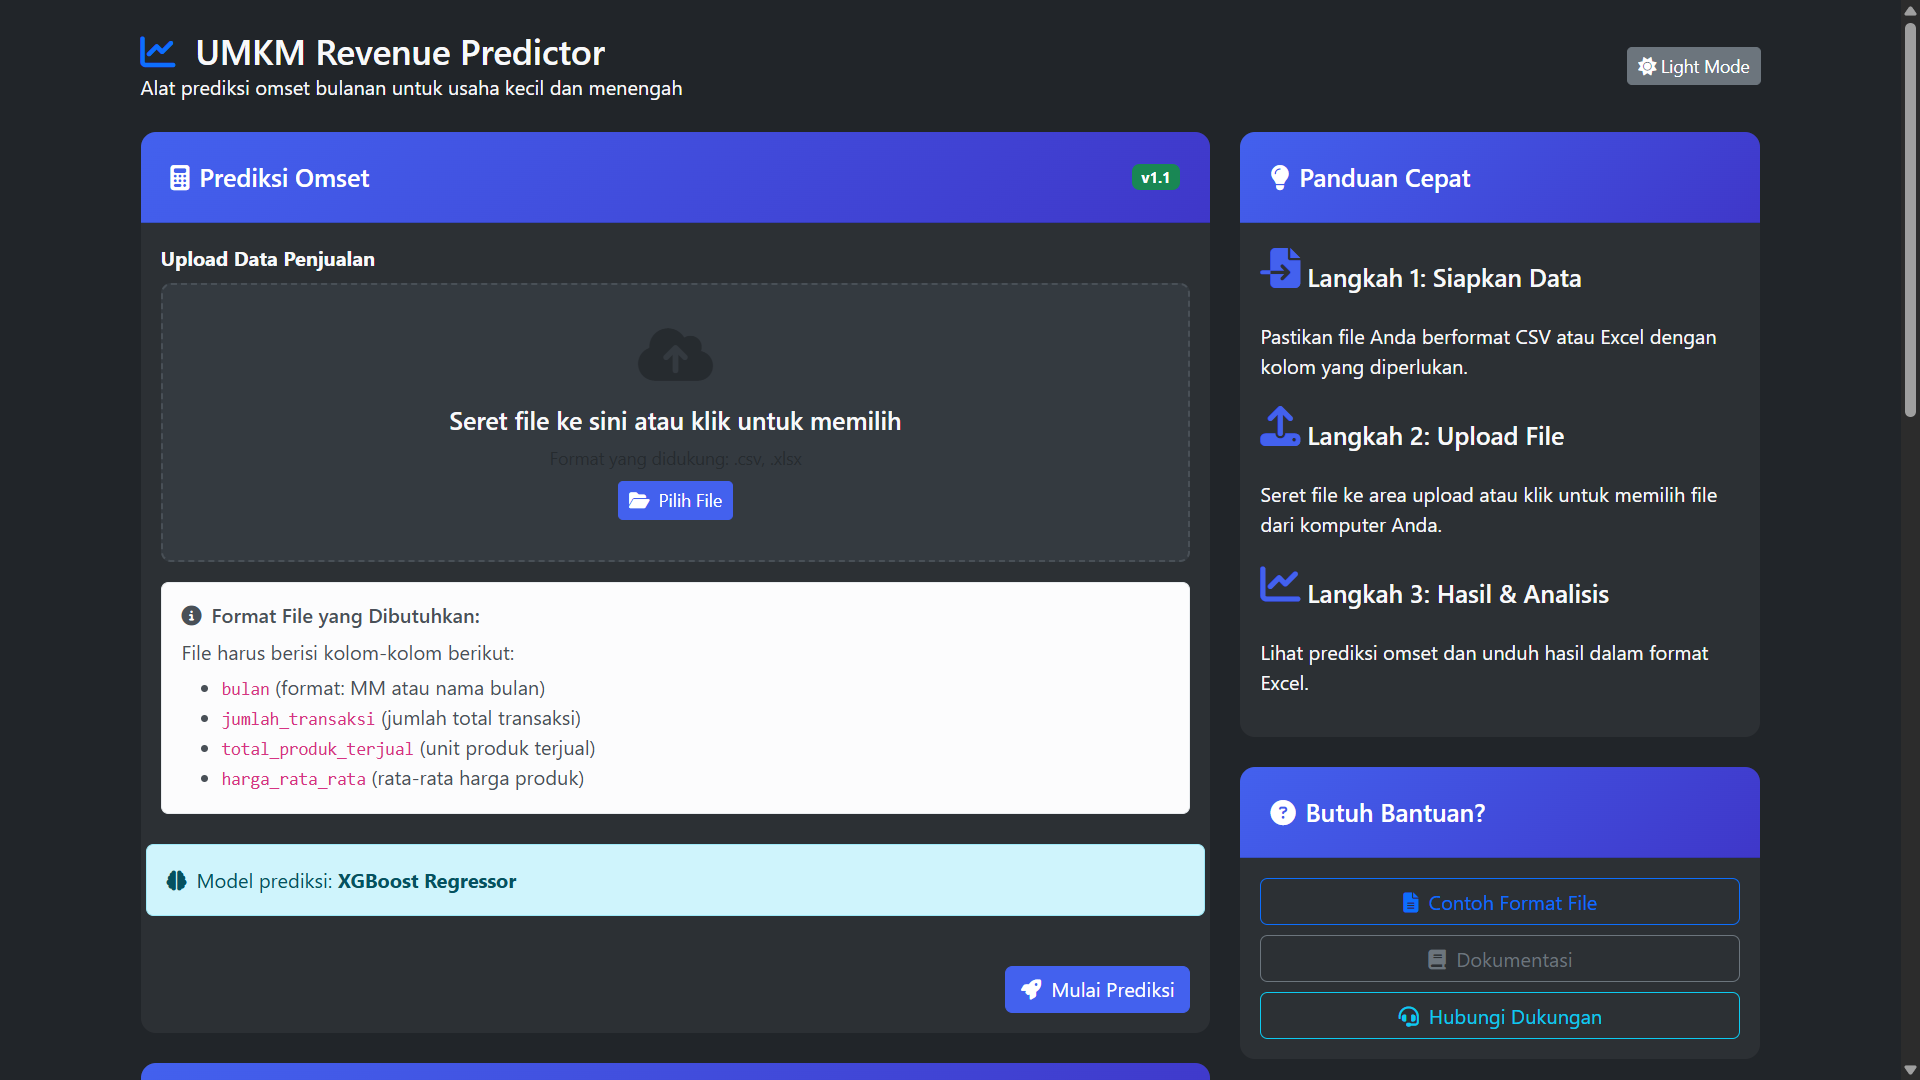 UMKM Revenue Predictor
Alat prediksi omset bulanan untuk usaha kecil dan menengah
Light Mode
Prediksi Omset
v1.1
Upload Data Penjualan
Seret file ke sini atau klik untuk memilih
Format yang didukung: .csv, .xlsx
Pilih File
Format File yang Dibutuhkan:
File harus berisi kolom-kolom berikut:
bulan (format: MM atau nama bulan)
jumlah_transaksi (jumlah total transaksi)
total_produk_terjual (unit produk terjual)
harga_rata_rata (rata-rata harga produk)
Model prediksi: XGBoost Regressor
Mulai Prediksi
Panduan Cepat
Langkah 1: Siapkan Data
Pastikan file Anda berformat CSV atau Excel dengan
kolom yang diperlukan.
Langkah 2: Upload File
Seret file ke area upload atau klik untuk memilih file
dari komputer Anda.
Langkah 3: Hasil & Analisis
Lihat prediksi omset dan unduh hasil dalam format
Excel.
Butuh Bantuan?
Contoh Format File
Dokumentasi
Hubungi Dukungan